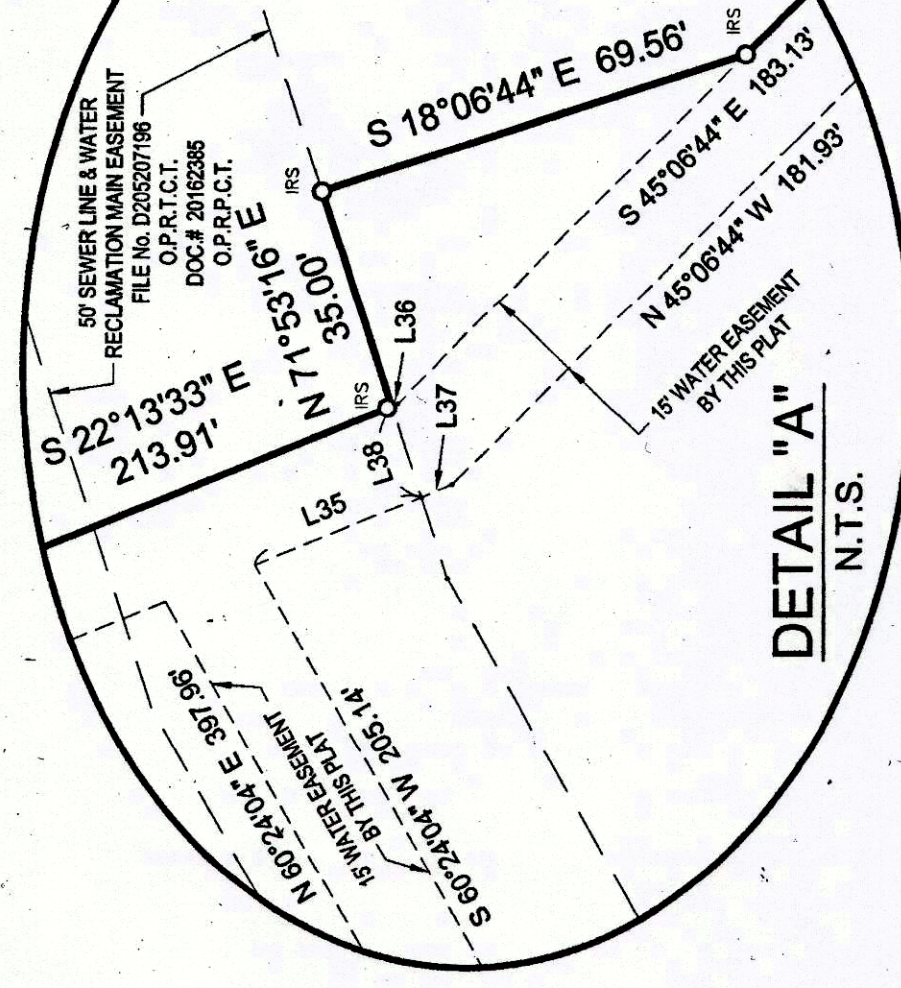 50' SEWER LINE & WATER
RECLAMATION MAIN EASEMENT
FILE No. D205207196
O.P.R.T.C.T.
DOC.# 20162385
O.P.R.P.C.T.
IRS
S 18°06'44" E 69.56'
IRS
N 71°53'16" E
35.00'
S 22°13'33" E
213.91'
IRS
L36
L38
L37
L35
S 45°06'44" E 183.13'
N 45°06'44" W 181.93'
15' WATER EASEMENT
BY THIS PLAT
N 60°24'04" E 397.96'
15' WATER EASEMENT
BY THIS PLAT
S 60°24'04" W 205.14'
DETAIL "A"
N.T.S.